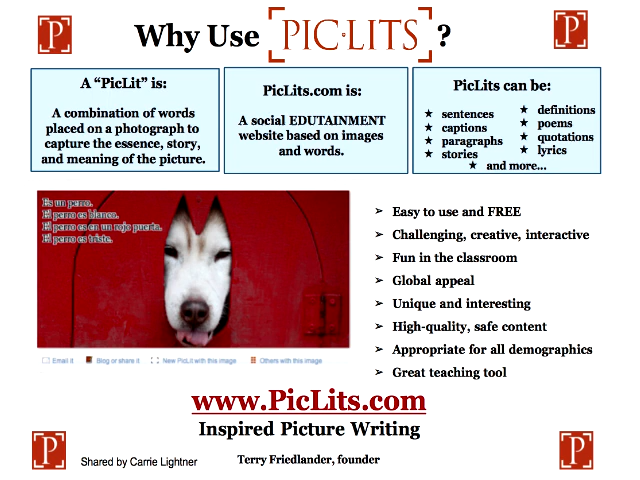 P
P
Why Use [PIC·LITS]?
A “PicLit” is:
A combination of words
placed on a photograph to
capture the essence, story,
and meaning of the picture.
PicLits.com is:
A social EDUTAINMENT
website based on images
and words.
PicLits can be:
★ sentences
★ captions
★ paragraphs
★ stories
★ definitions
★ poems
★ quotations
★ lyrics
★ and more...
Es un perro.
El perro es blanco.
El perro es en un rojo puerta.
El perro es triste.
Email it
Blog or share it
New PicLit with this image
Others with this image
➢ Easy to use and FREE
➢ Challenging, creative, interactive
➢ Fun in the classroom
➢ Global appeal
➢ Unique and interesting
➢ High-quality, safe content
➢ Appropriate for all demographics
➢ Great teaching tool
www.PicLits.com
Inspired Picture Writing
P
Shared by Carrie Lightner
Terry Friedlander, founder
P